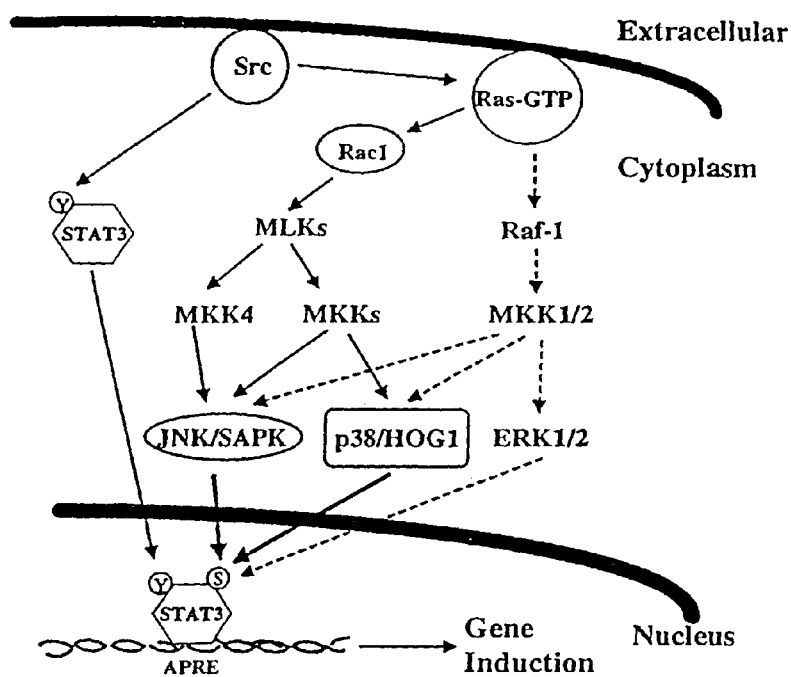 Extracellular
Src
Ras-GTP
Rac1
Cytoplasm
Y
STAT3
MLKs
Raf-1
MKK4
MKKs
MKK1/2
JNK/SAPK
p38/HOG1
ERK1/2
Y
S
STAT3
APRE
Gene
Induction
Nucleus